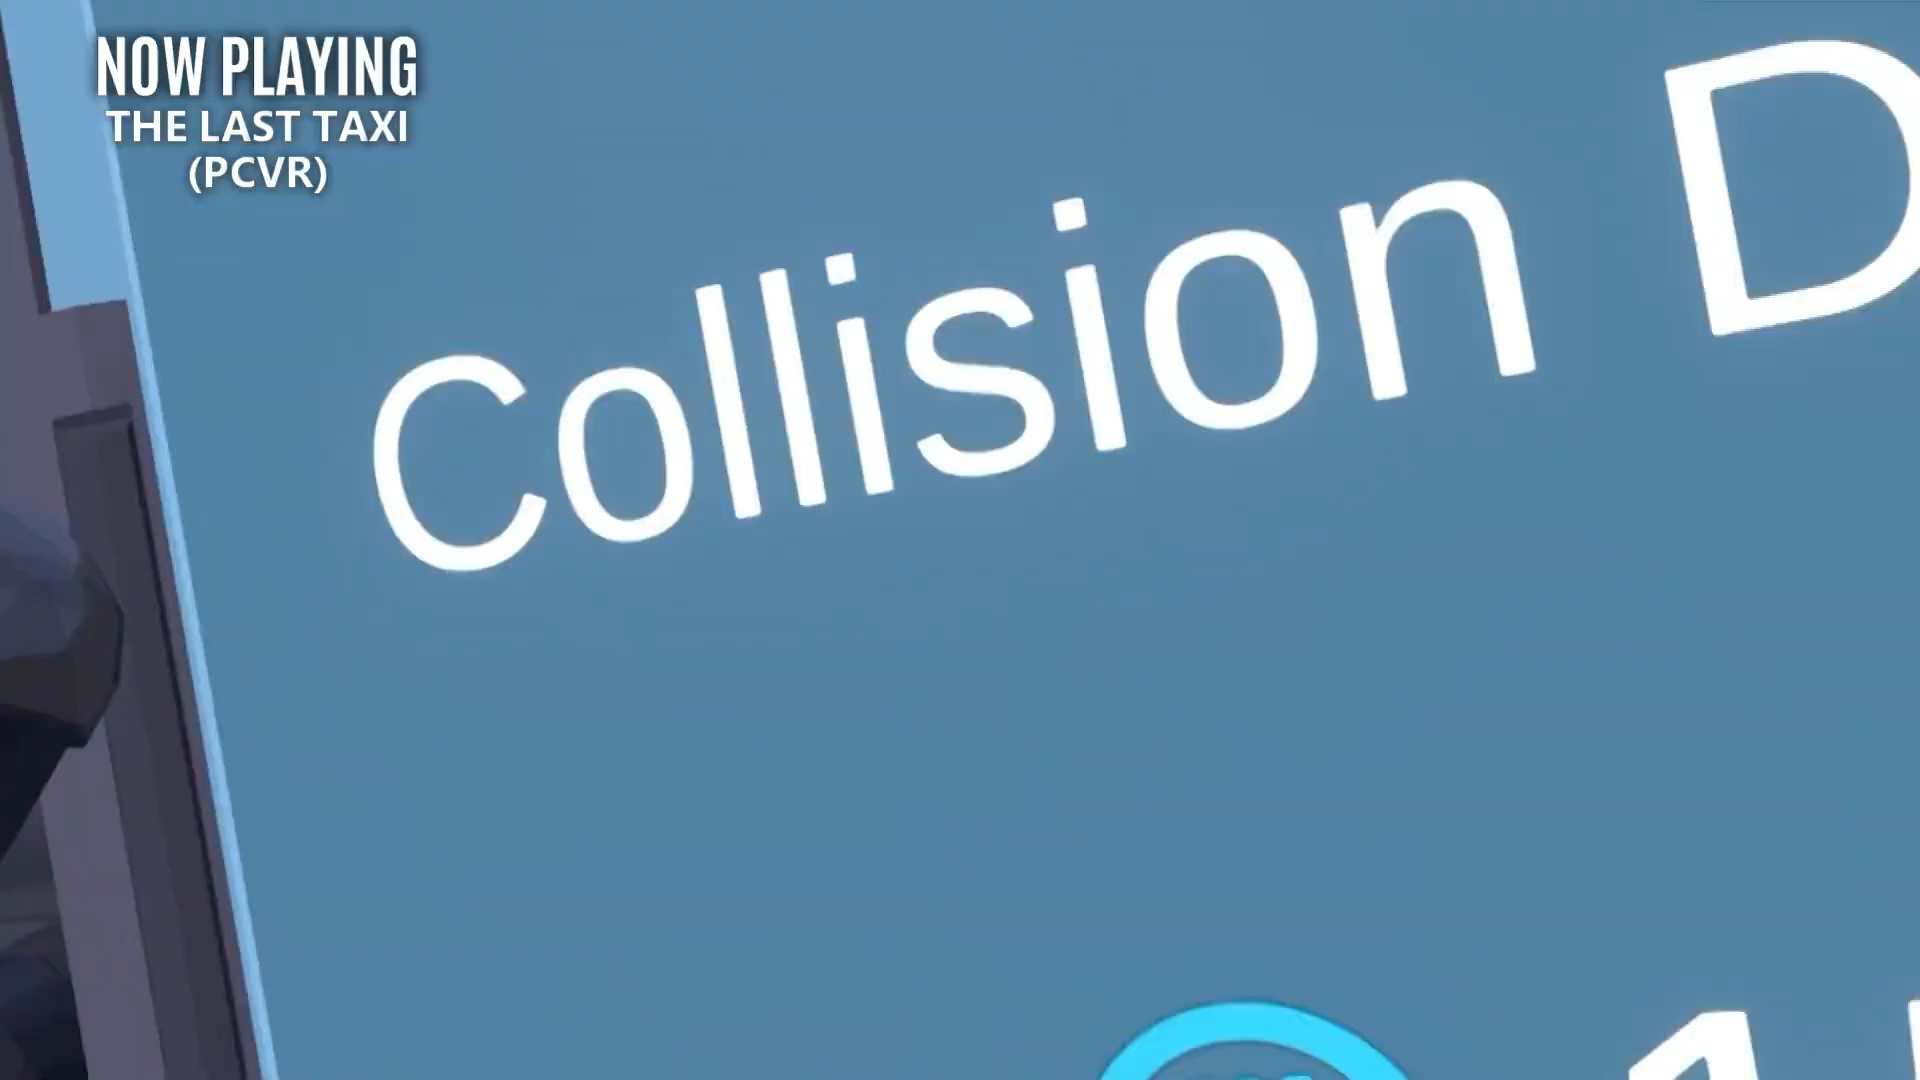 NOW PLAYING
THE LAST TAXI
(PCVR)
Collision D